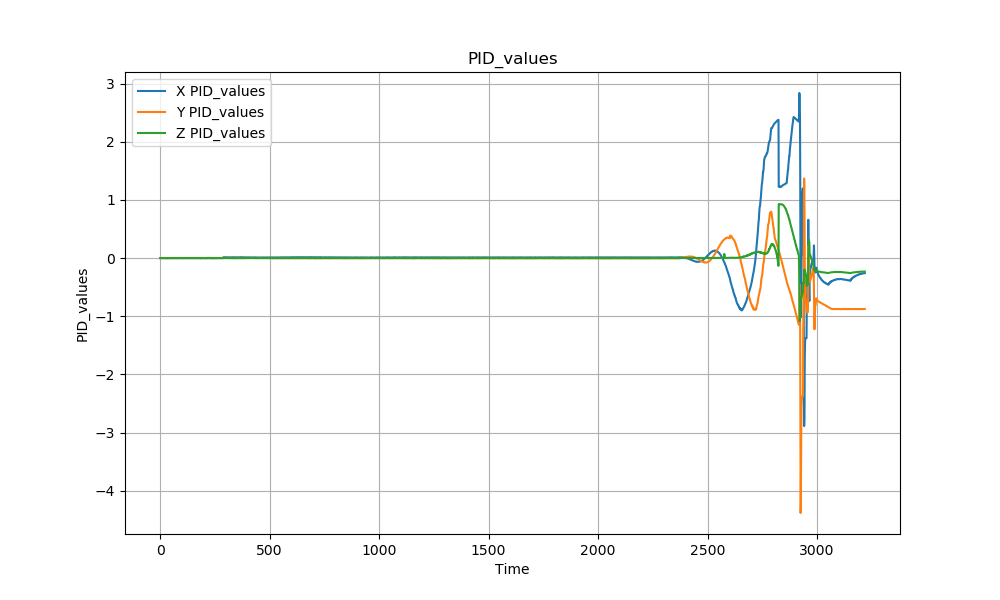 PID_values
X PID_values
Y PID_values
Z PID_values
3
2
1
0
−1
−2
−3
−4
PID_values
0
500
1000
1500
2000
2500
3000
Time